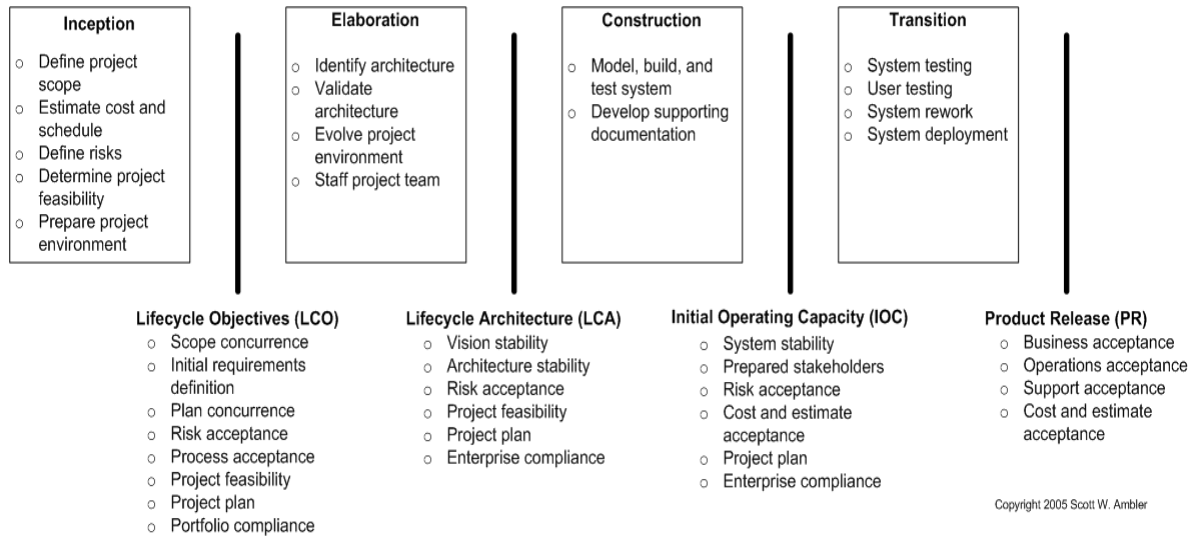 Inception
○ Define project
scope
○ Estimate cost and
schedule
○ Define risks
○ Determine project
feasibility
○ Prepare project
environment
Elaboration
○ Identify architecture
○ Validate
architecture
○ Evolve project
environment
○ Staff project team
Construction
○ Model, build, and
test system
○ Develop supporting
documentation
Transition
○ System testing
○ User testing
○ System rework
○ System deployment
Lifecycle Objectives (LCO)
○ Scope concurrence
○ Initial requirements
definition
○ Plan concurrence
○ Risk acceptance
○ Process acceptance
○ Project feasibility
○ Project plan
○ Portfolio compliance
Lifecycle Architecture (LCA)
○ Vision stability
○ Architecture stability
○ Risk acceptance
○ Project feasibility
○ Project plan
○ Enterprise compliance
Initial Operating Capacity (IOC)
○ System stability
○ Prepared stakeholders
○ Risk acceptance
○ Cost and estimate
acceptance
○ Project plan
○ Enterprise compliance
Product Release (PR)
○ Business acceptance
○ Operations acceptance
○ Support acceptance
○ Cost and estimate
acceptance
Copyright 2005 Scott W. Ambler